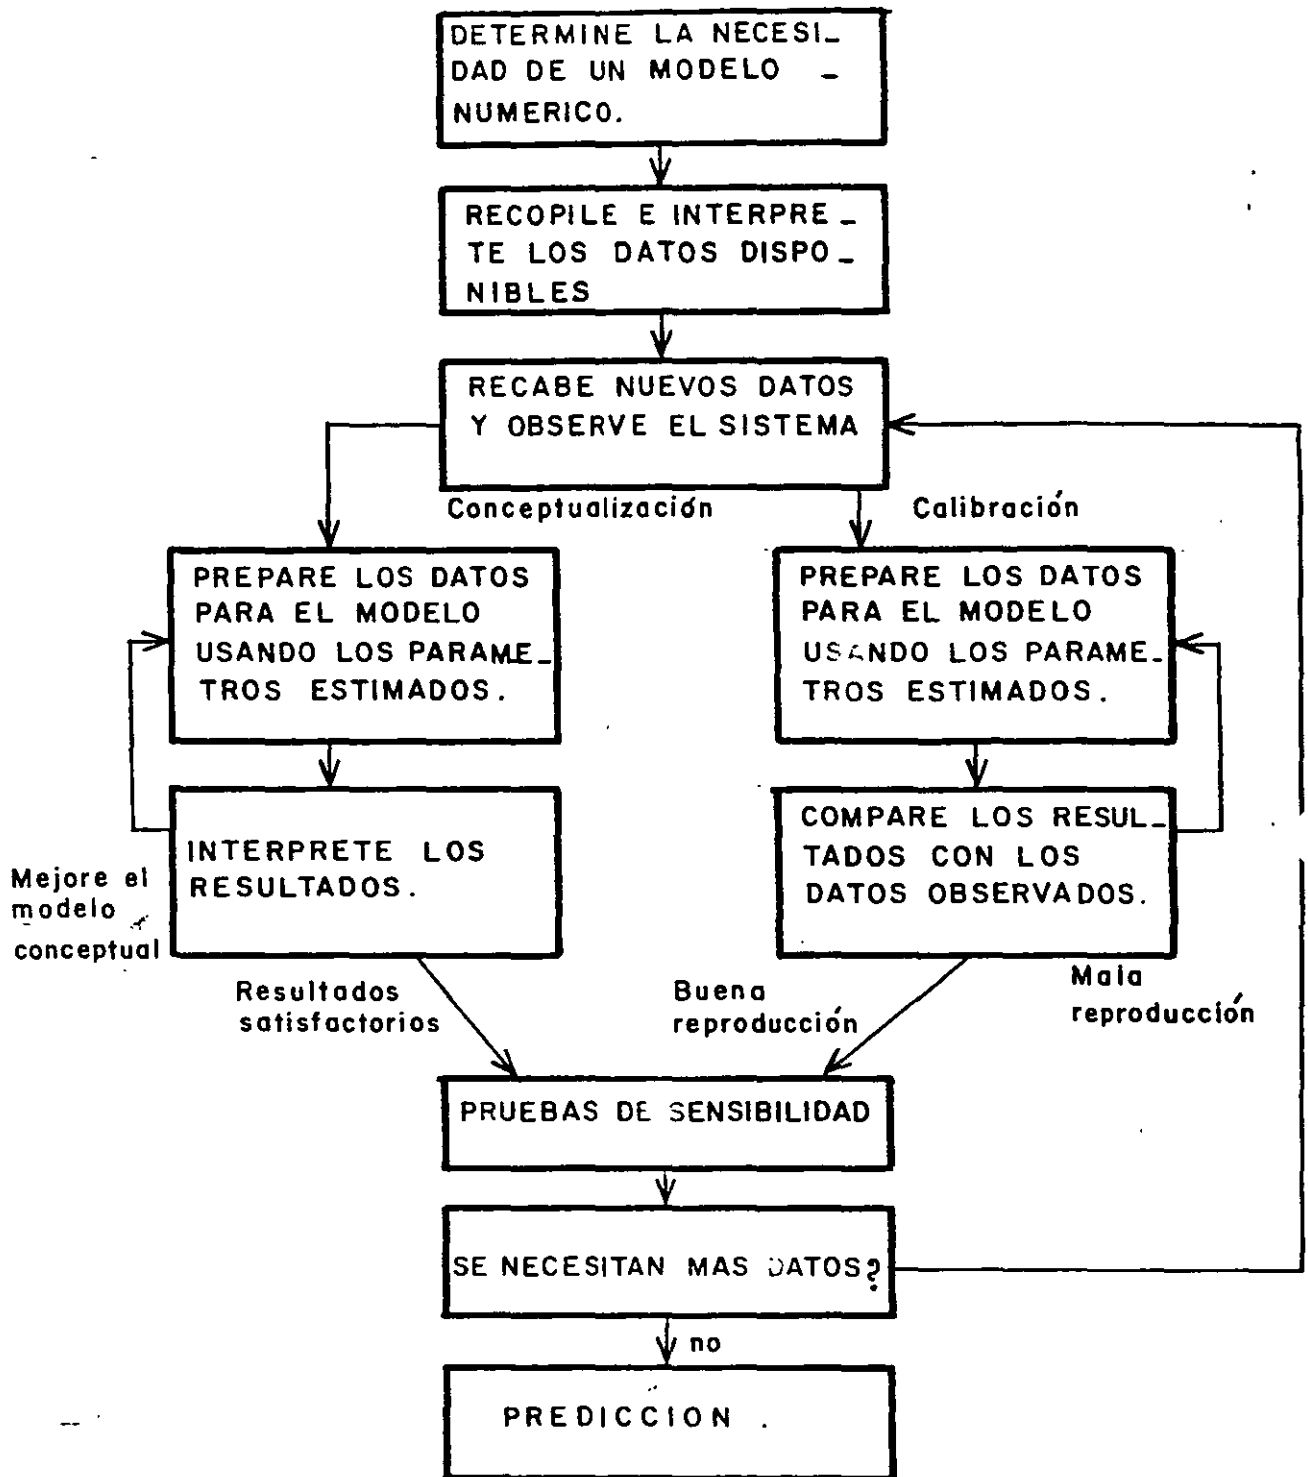 DETERMINE LA NECESI_
DAD DE UN MODELO _
NUMERICO.
RECOPILE E INTERPRE_
TE LOS DATOS DISPO_
NIBLES
RECABE NUEVOS DATOS
Y OBSERVE EL SISTEMA
Conceptualización
Calibración
PREPARE LOS DATOS
PARA EL MODELO
USANDO LOS PARAME_
TROS ESTIMADOS.
PREPARE LOS DATOS
PARA EL MODELO
USANDO LOS PARAME_
TROS ESTIMADOS.
INTERPRETE LOS
RESULTADOS.
COMPARE LOS RESUL_
TADOS CON LOS
DATOS OBSERVADOS.
Mejore el
modelo
conceptual
Resultados
satisfactorios
Buena
reproducción
Mala
reproducción
PRUEBAS DE SENSIBILIDAD
SE NECESITAN MAS DATOS?
no
PREDICCION .